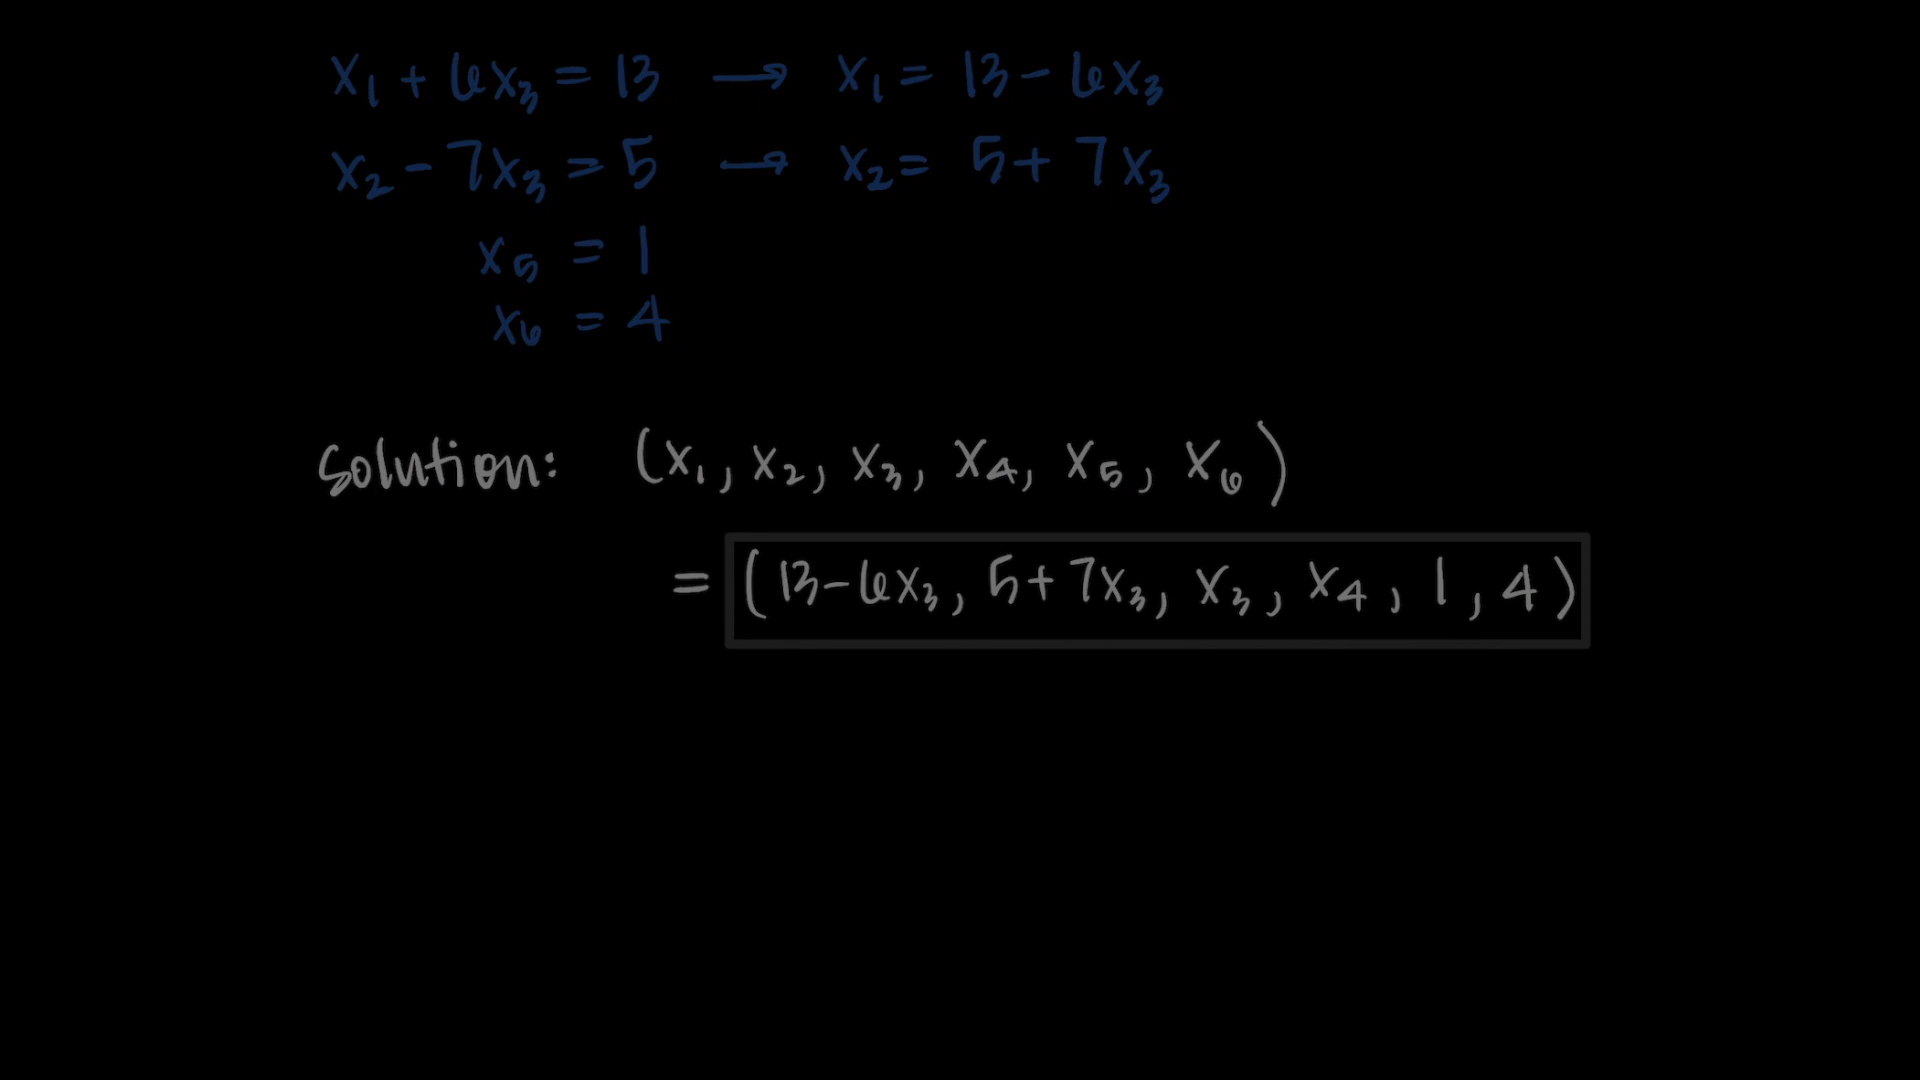 x₁ + 6x₃ = 13 → x₁ = 13 - 6x₃
x₂ - 7x₃ = 5 → x₂ = 5 + 7x₃
x₅ = 1
x₆ = 4
Solution: (x₁, x₂, x₃, x₄, x₅, x₆)
= (13 - 6x₃, 5 + 7x₃, x₃, x₄, 1, 4)